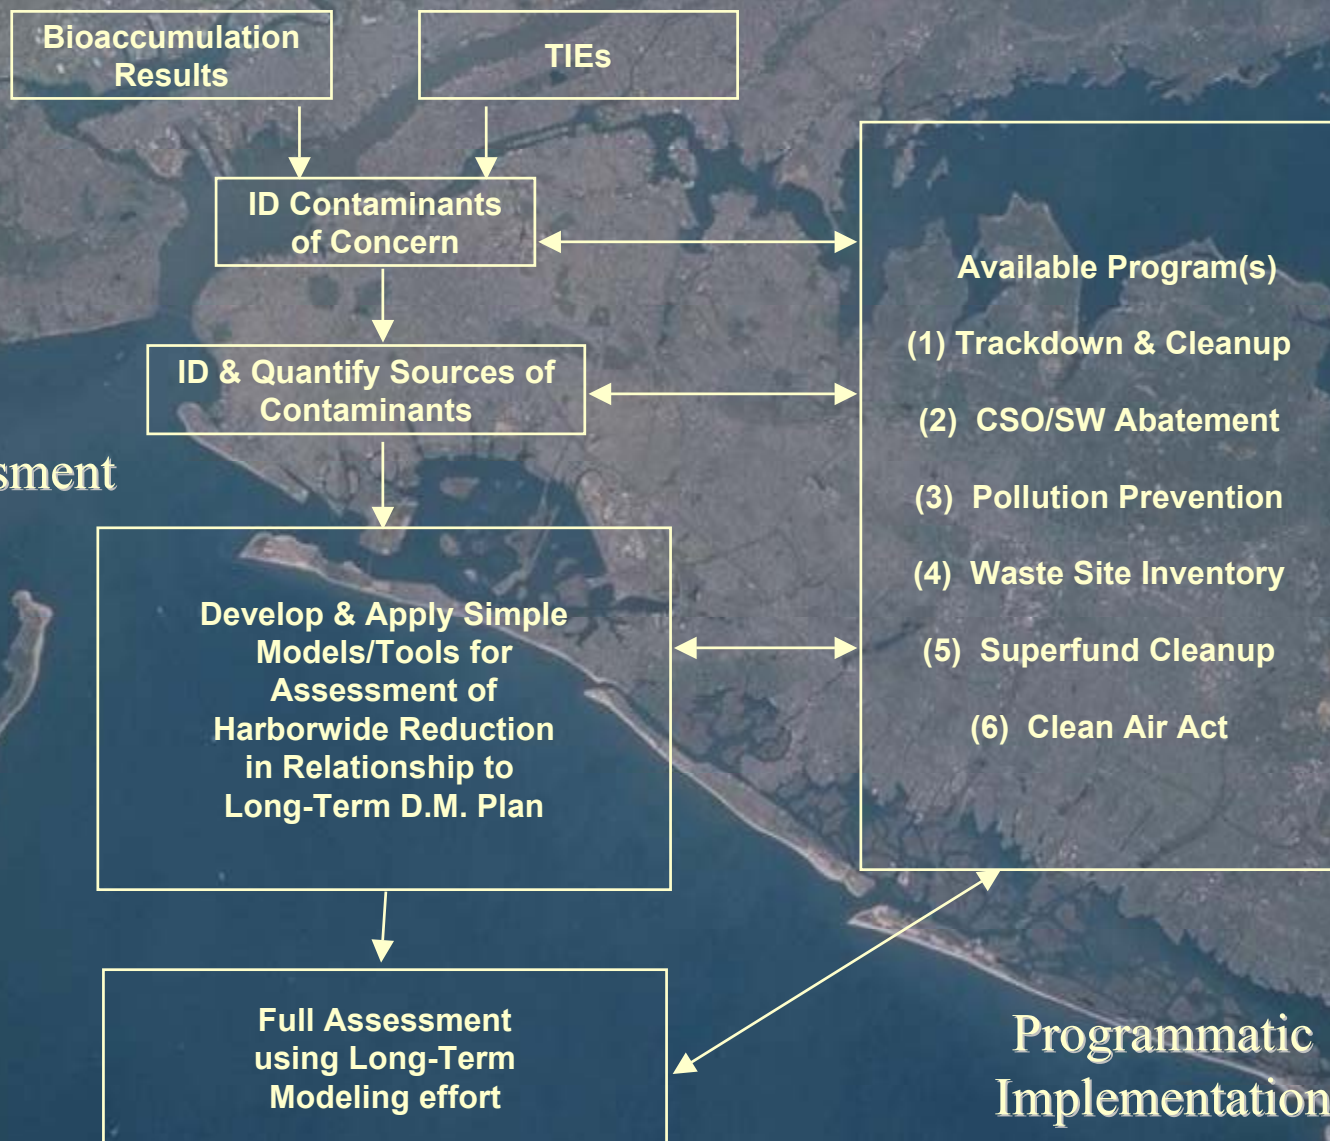 Bioaccumulation
Results
TIEs
ID Contaminants
of Concern
ID & Quantify Sources of
Contaminants
sment
Develop & Apply Simple
Models/Tools for
Assessment of
Harborwide Reduction
in Relationship to
Long-Term D.M. Plan
Full Assessment
using Long-Term
Modeling effort
Available Program(s)
(1) Trackdown & Cleanup
(2) CSO/SW Abatement
(3) Pollution Prevention
(4) Waste Site Inventory
(5) Superfund Cleanup
(6) Clean Air Act
Programmatic
Implementation